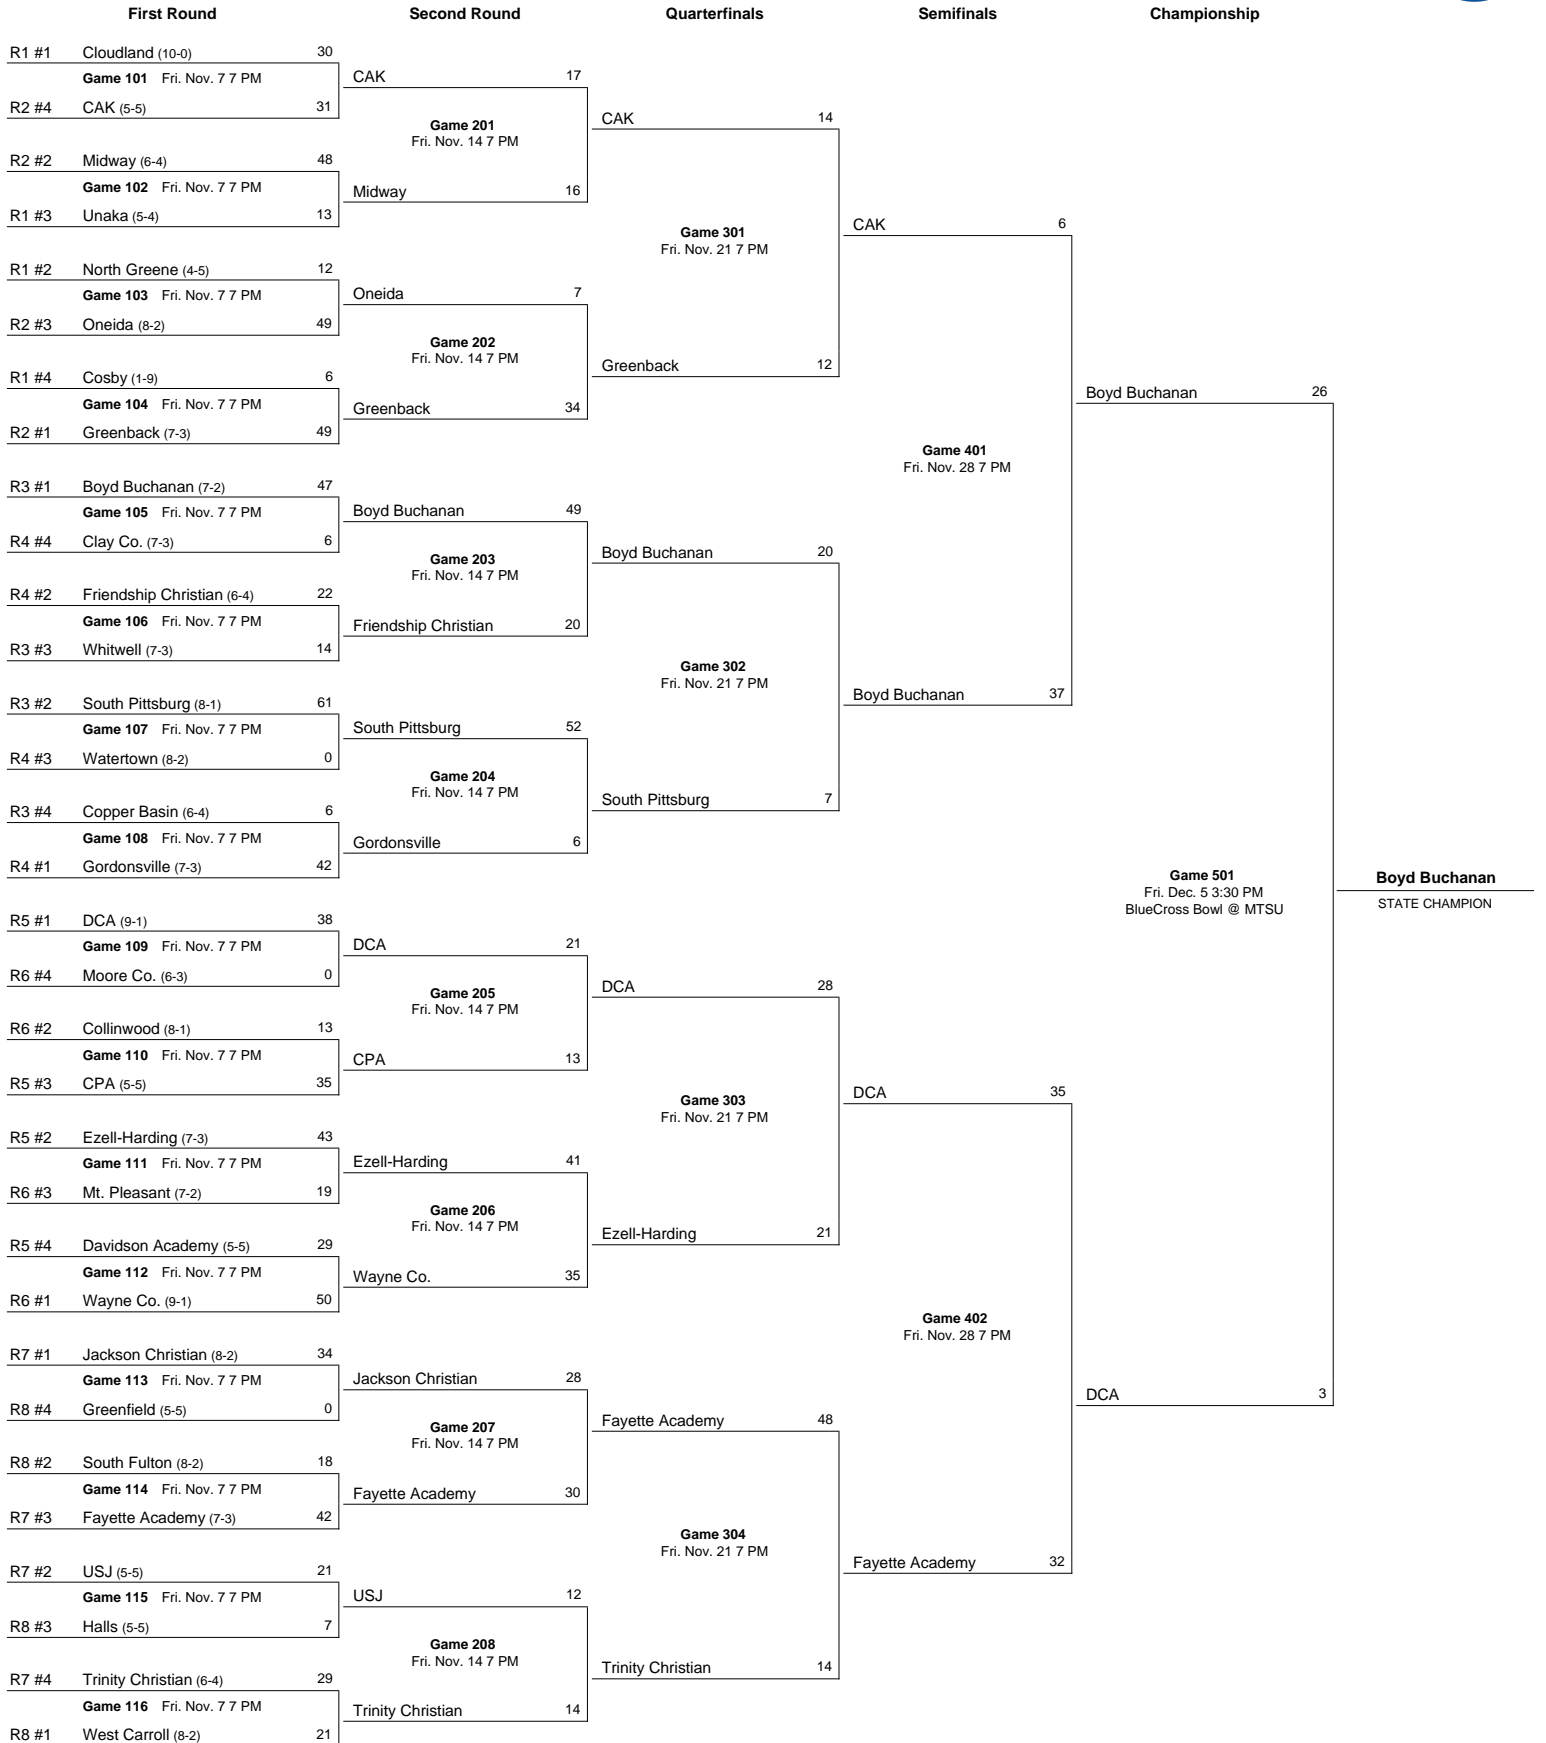 First Round Second Round Quarterfinals Semifinals Championship
R1 #1 Cloudland (10-0) 30
Game 101 Fri. Nov. 7 7 PM
R2 #4 CAK (5-5) 31
R2 #2 Midway (6-4) 48
Game 102 Fri. Nov. 7 7 PM
R1 #3 Unaka (5-4) 13
R1 #2 North Greene (4-5) 12
Game 103 Fri. Nov. 7 7 PM
R2 #3 Oneida (8-2) 49
R1 #4 Cosby (1-9) 6
Game 104 Fri. Nov. 7 7 PM
R2 #1 Greenback (7-3) 49
R3 #1 Boyd Buchanan (7-2) 47
Game 105 Fri. Nov. 7 7 PM
R4 #4 Clay Co. (7-3) 6
R4 #2 Friendship Christian (6-4) 22
Game 106 Fri. Nov. 7 7 PM
R3 #3 Whitwell (7-3) 14
R3 #2 South Pittsburg (8-1) 61
Game 107 Fri. Nov. 7 7 PM
R4 #3 Watertown (8-2) 0
R3 #4 Copper Basin (6-4) 6
Game 108 Fri. Nov. 7 7 PM
R4 #1 Gordonsville (7-3) 42
R5 #1 DCA (9-1) 38
Game 109 Fri. Nov. 7 7 PM
R6 #4 Moore Co. (6-3) 0
R6 #2 Collinwood (8-1) 13
Game 110 Fri. Nov. 7 7 PM
R5 #3 CPA (5-5) 35
R5 #2 Ezell-Harding (7-3) 43
Game 111 Fri. Nov. 7 7 PM
R6 #3 Mt. Pleasant (7-2) 19
R5 #4 Davidson Academy (5-5) 29
Game 112 Fri. Nov. 7 7 PM
R6 #1 Wayne Co. (9-1) 50
R7 #1 Jackson Christian (8-2) 34
Game 113 Fri. Nov. 7 7 PM
R8 #4 Greenfield (5-5) 0
R8 #2 South Fulton (8-2) 18
Game 114 Fri. Nov. 7 7 PM
R7 #3 Fayette Academy (7-3) 42
R7 #2 USJ (5-5) 21
Game 115 Fri. Nov. 7 7 PM
R8 #3 Halls (5-5) 7
R7 #4 Trinity Christian (6-4) 29
Game 116 Fri. Nov. 7 7 PM
R8 #1 West Carroll (8-2) 21
CAK 17
Game 201
Fri. Nov. 14 7 PM
Midway 16
Oneida 7
Game 202
Fri. Nov. 14 7 PM
Greenback 34
Boyd Buchanan 49
Game 203
Fri. Nov. 14 7 PM
Friendship Christian 20
South Pittsburg 52
Game 204
Fri. Nov. 14 7 PM
Gordonsville 6
DCA 21
Game 205
Fri. Nov. 14 7 PM
CPA 13
Ezell-Harding 41
Game 206
Fri. Nov. 14 7 PM
Wayne Co. 35
Jackson Christian 28
Game 207
Fri. Nov. 14 7 PM
Fayette Academy 30
USJ 12
Game 208
Fri. Nov. 14 7 PM
Trinity Christian 14
CAK 14
Game 301
Fri. Nov. 21 7 PM
Greenback 12
Boyd Buchanan 20
Game 302
Fri. Nov. 21 7 PM
South Pittsburg 7
DCA 28
Game 303
Fri. Nov. 21 7 PM
Ezell-Harding 21
Fayette Academy 48
Game 304
Fri. Nov. 21 7 PM
Trinity Christian 14
CAK 6
Game 401
Fri. Nov. 28 7 PM
Boyd Buchanan 37
DCA 35
Game 402
Fri. Nov. 28 7 PM
Fayette Academy 32
Boyd Buchanan 26
Game 501
Fri. Dec. 5 3:30 PM
BlueCross Bowl @ MTSU
DCA 3
Boyd Buchanan
STATE CHAMPION